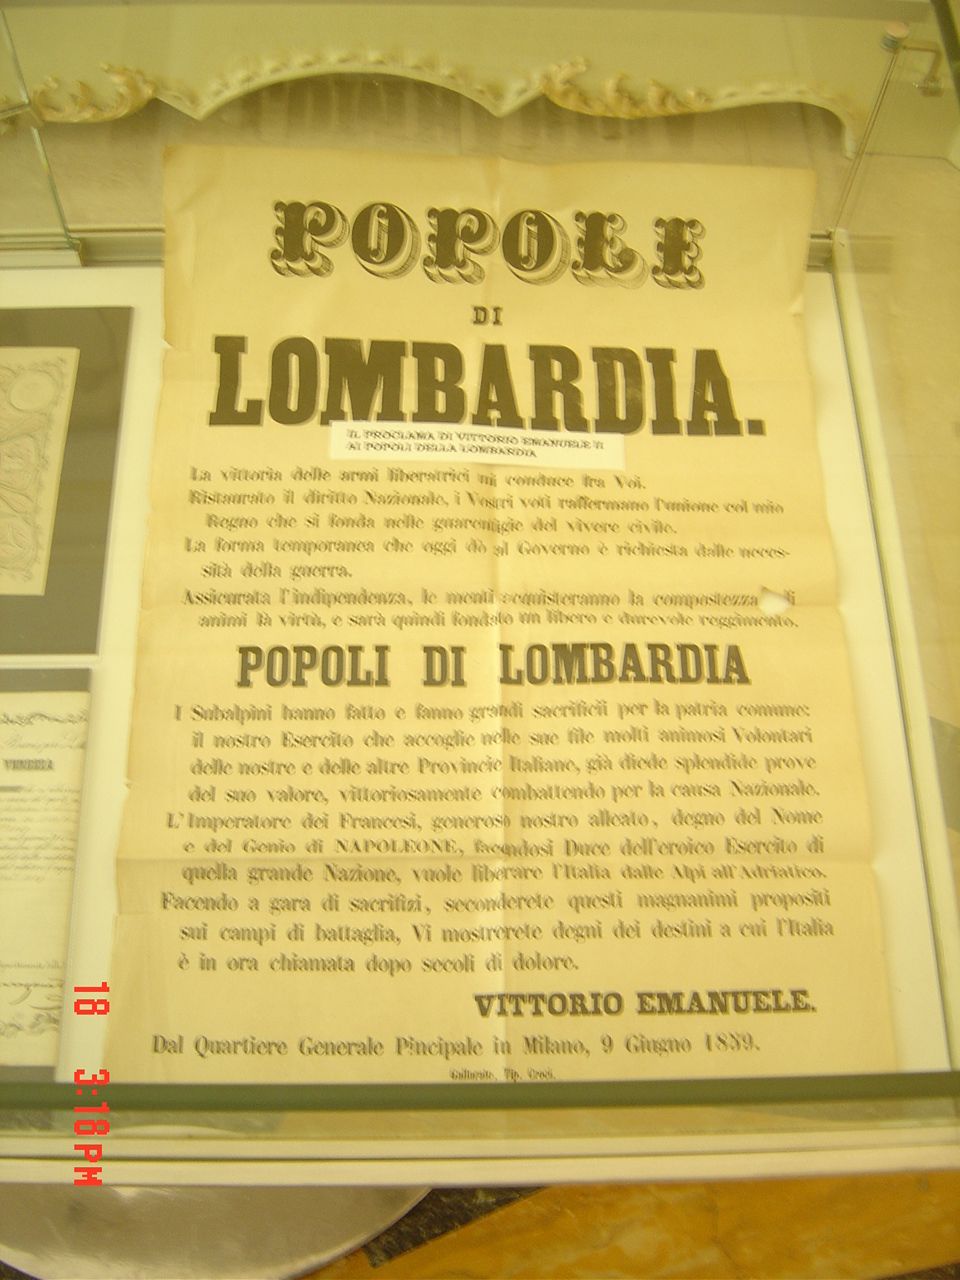 POPOLI
DI
LOMBARDIA.
IL PROCLAMA DI VITTORIO EMANUELE II
AI POPOLI DELLA LOMBARDIA
La vittoria delle armi liberatrici mi conduce fra Voi.
Ristaurato il diritto Nazionale, i Vostri voti raffermano l'unione col mio
Regno che si fonda nelle guarentigie del vivere civile.
La forma temporanea che oggi dò al Governo è richiesta dalle neces-
sità della guerra.
Assicurata l'indipendenza, le menti acquisteranno la compostezza di
animi la virtù, e sarà quindi fondato un libero e durevole reggimento.
POPOLI DI LOMBARDIA
I Subalpini hanno fatto e fanno grandi sacrificii per la patria comune:
il nostro Esercito che accoglie nelle sue file molti animosi Volontari
delle nostre e delle altre Provincie Italiane, già diede splendide prove
del suo valore, vittoriosamente combattendo per la causa Nazionale.
L'Imperatore dei Francesi, generoso nostro alleato, degno del Nome
e del Genio di NAPOLEONE, facendosi Duce dell'eroico Esercito di
quella grande Nazione, vuole liberare l'Italia dalle Alpi all'Adriatico.
Facendo a gara di sacrifizi, seconderete questi magnanimi propositi
sui campi di battaglia, Vi mostrerete degni dei destini a cui l'Italia
è in ora chiamata dopo secoli di dolore.
VITTORIO EMANUELE.
Dal Quartiere Generale Pincipale in Milano, 9 Giugno 1859.
Gallarate, Tip. Croci.
VENEZIA
18 3:18PM